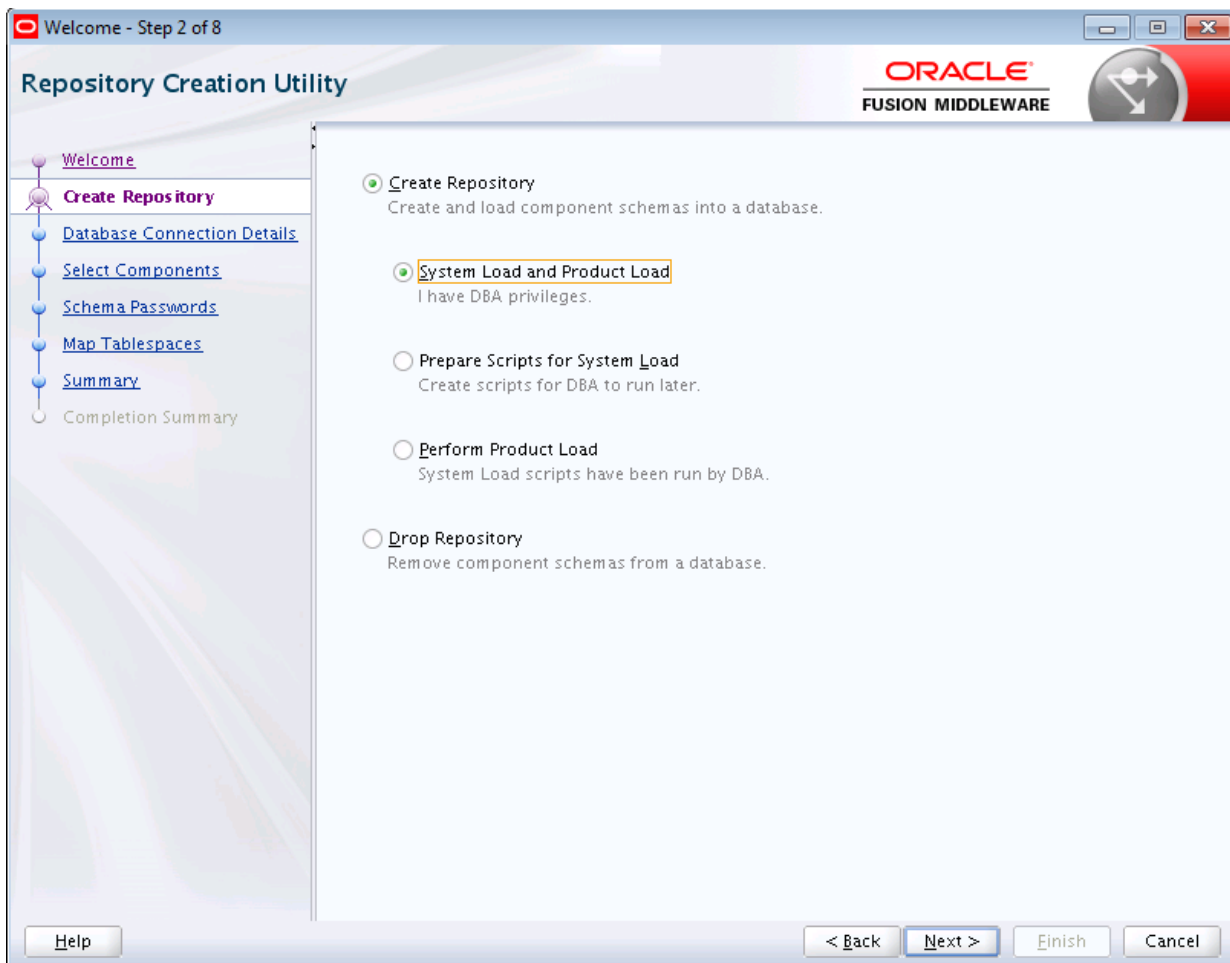 Welcome - Step 2 of 8
Repository Creation Utility
ORACLE
FUSION MIDDLEWARE
Welcome
Create Repository
Database Connection Details
Select Components
Schema Passwords
Map Tablespaces
Summary
Completion Summary
Create Repository
Create and load component schemas into a database.
System Load and Product Load
I have DBA privileges.
Prepare Scripts for System Load
Create scripts for DBA to run later.
Perform Product Load
System Load scripts have been run by DBA.
Drop Repository
Remove component schemas from a database.
Help
< Back
Next >
Finish
Cancel